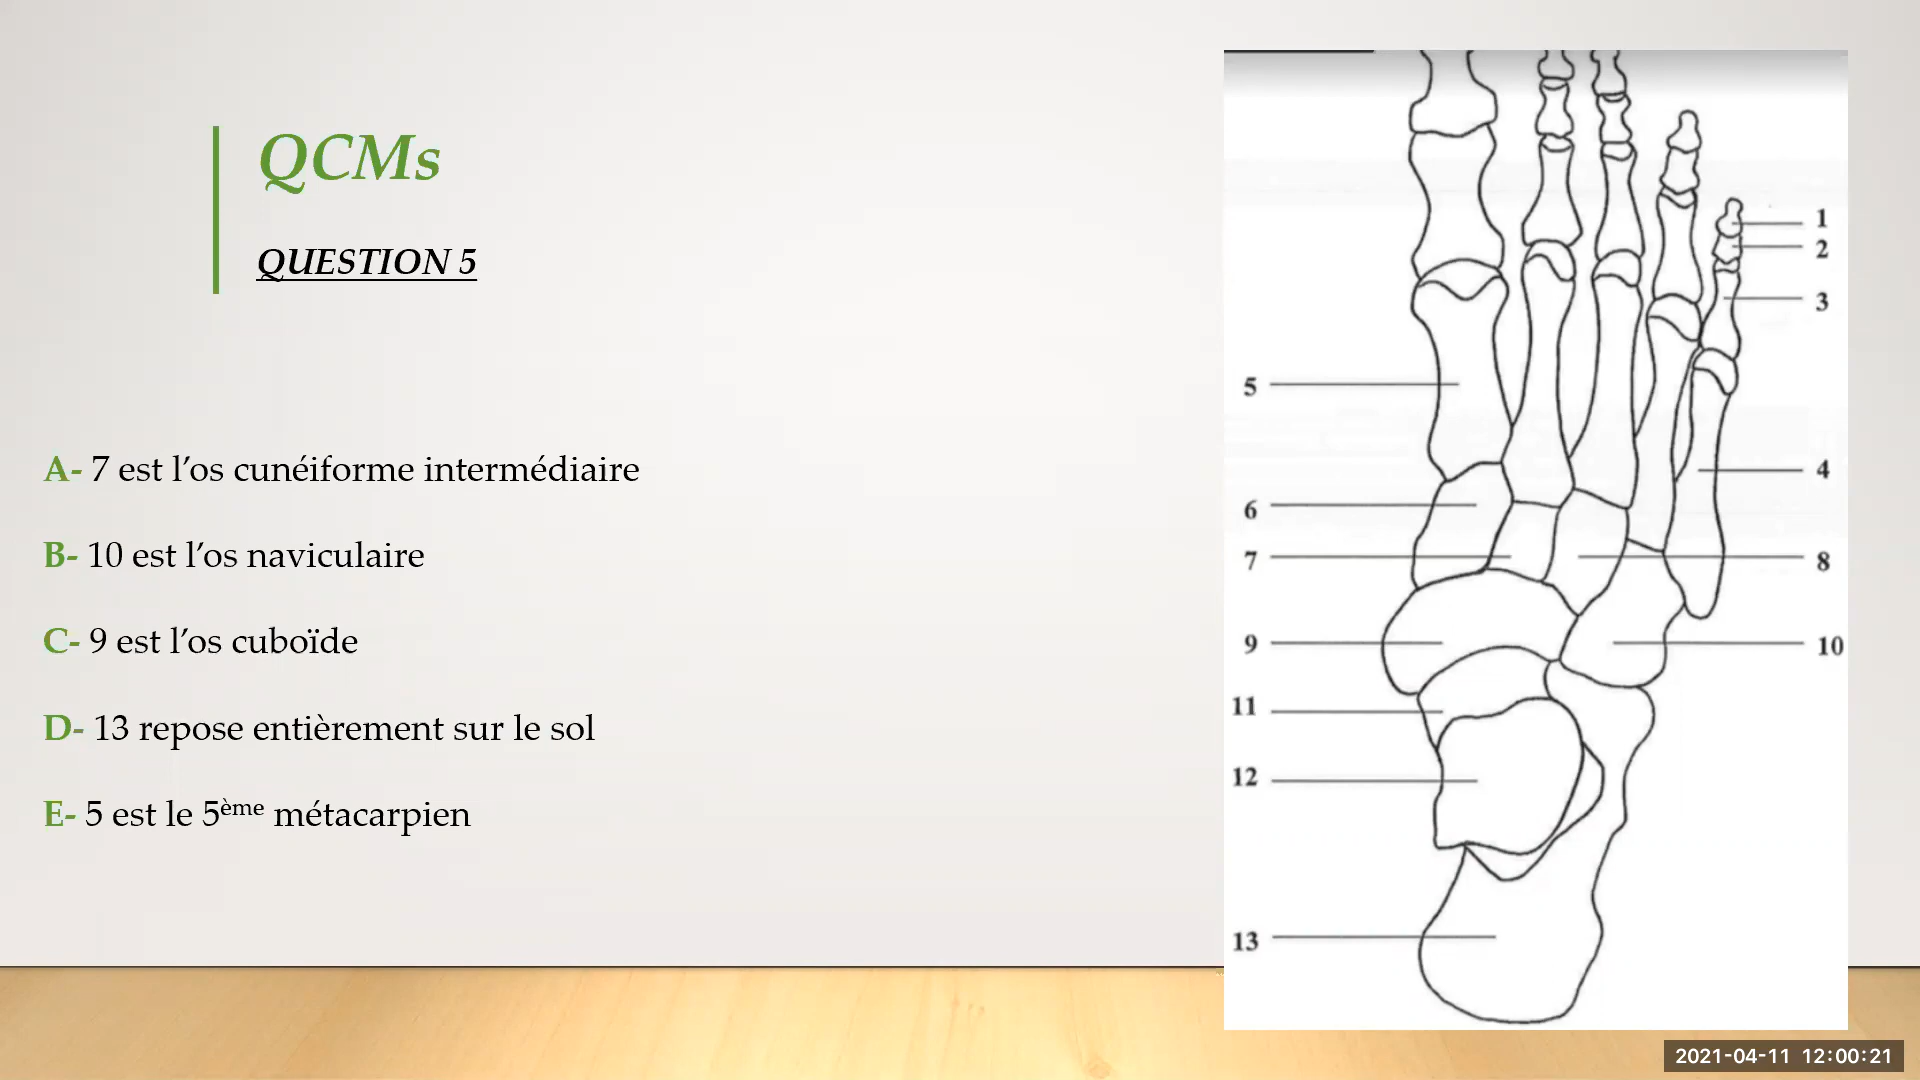 QCMs
QUESTION 5
A- 7 est l’os cunéiforme intermédiaire
B- 10 est l’os naviculaire
C- 9 est l’os cuboïde
D- 13 repose entièrement sur le sol
E- 5 est le 5ème métacarpien
1
2
3
5
4
6
7
8
9
10
11
12
13
2021-04-11 12:00:21